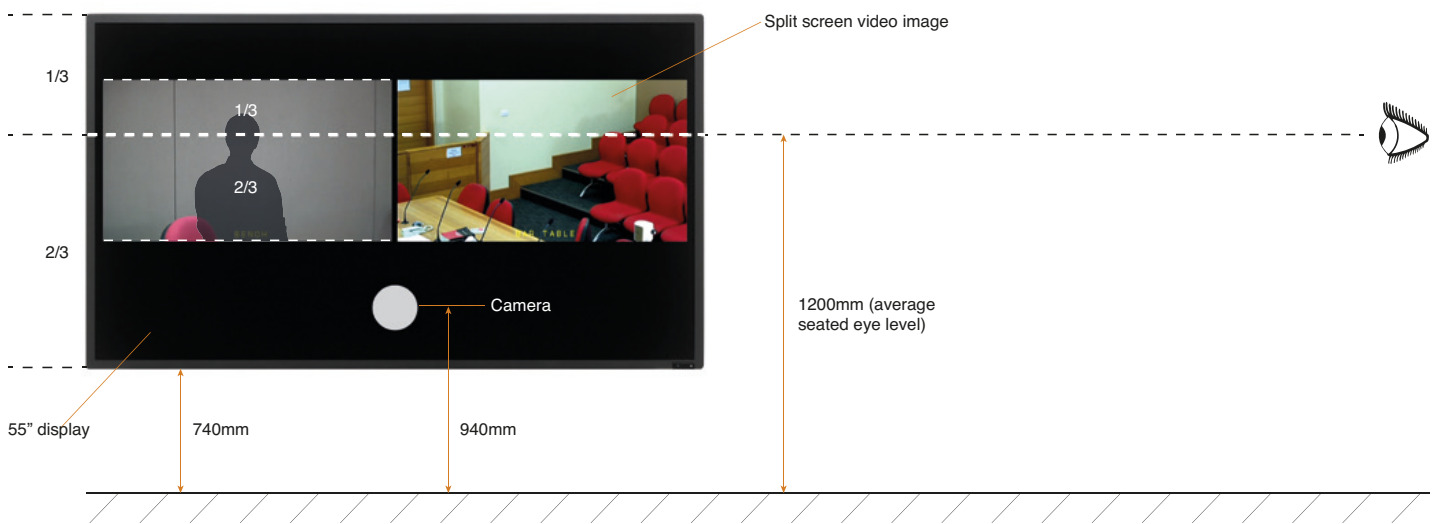 Split screen video image
1/3
1/3
2/3
BENCH
BAR TABLE
2/3
Camera
1200mm (average
seated eye level)
55” display
740mm
940mm